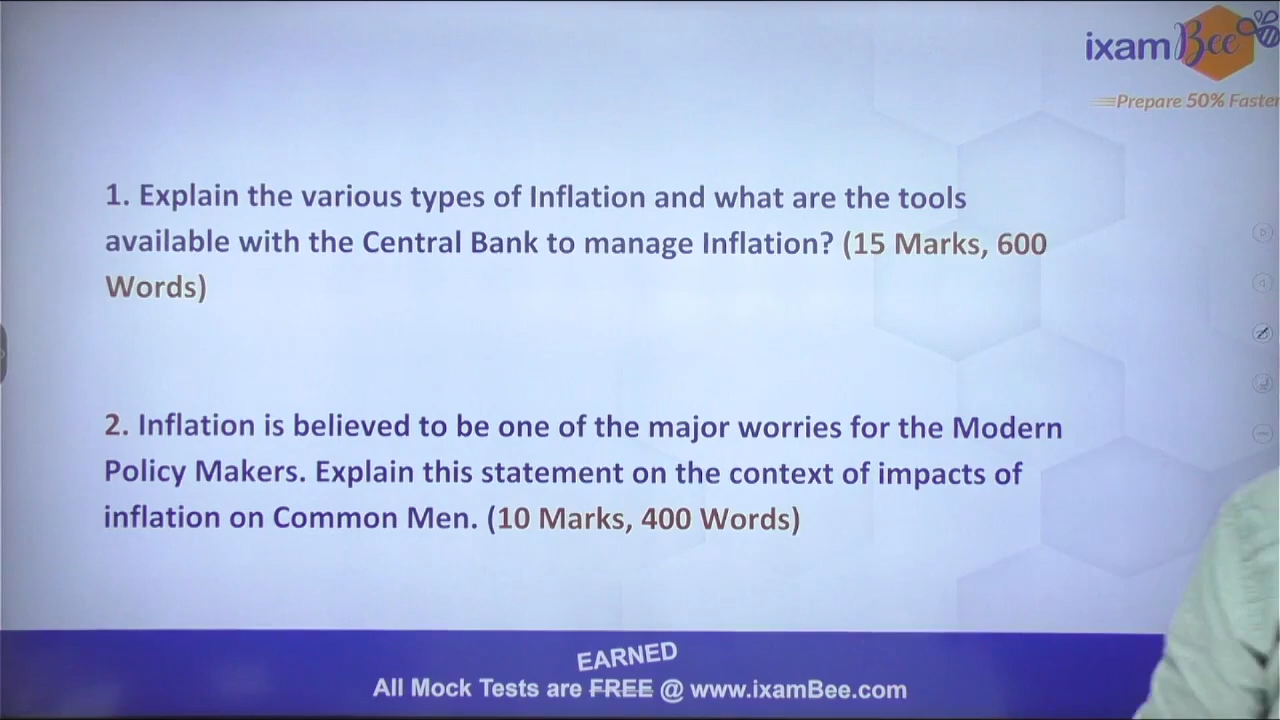 ixamBee
Prepare 50% Faster
1. Explain the various types of Inflation and what are the tools
available with the Central Bank to manage Inflation? (15 Marks, 600
Words)
2. Inflation is believed to be one of the major worries for the Modern
Policy Makers. Explain this statement on the context of impacts of
inflation on Common Men. (10 Marks, 400 Words)
EARNED
All Mock Tests are FREE @ www.ixamBee.com